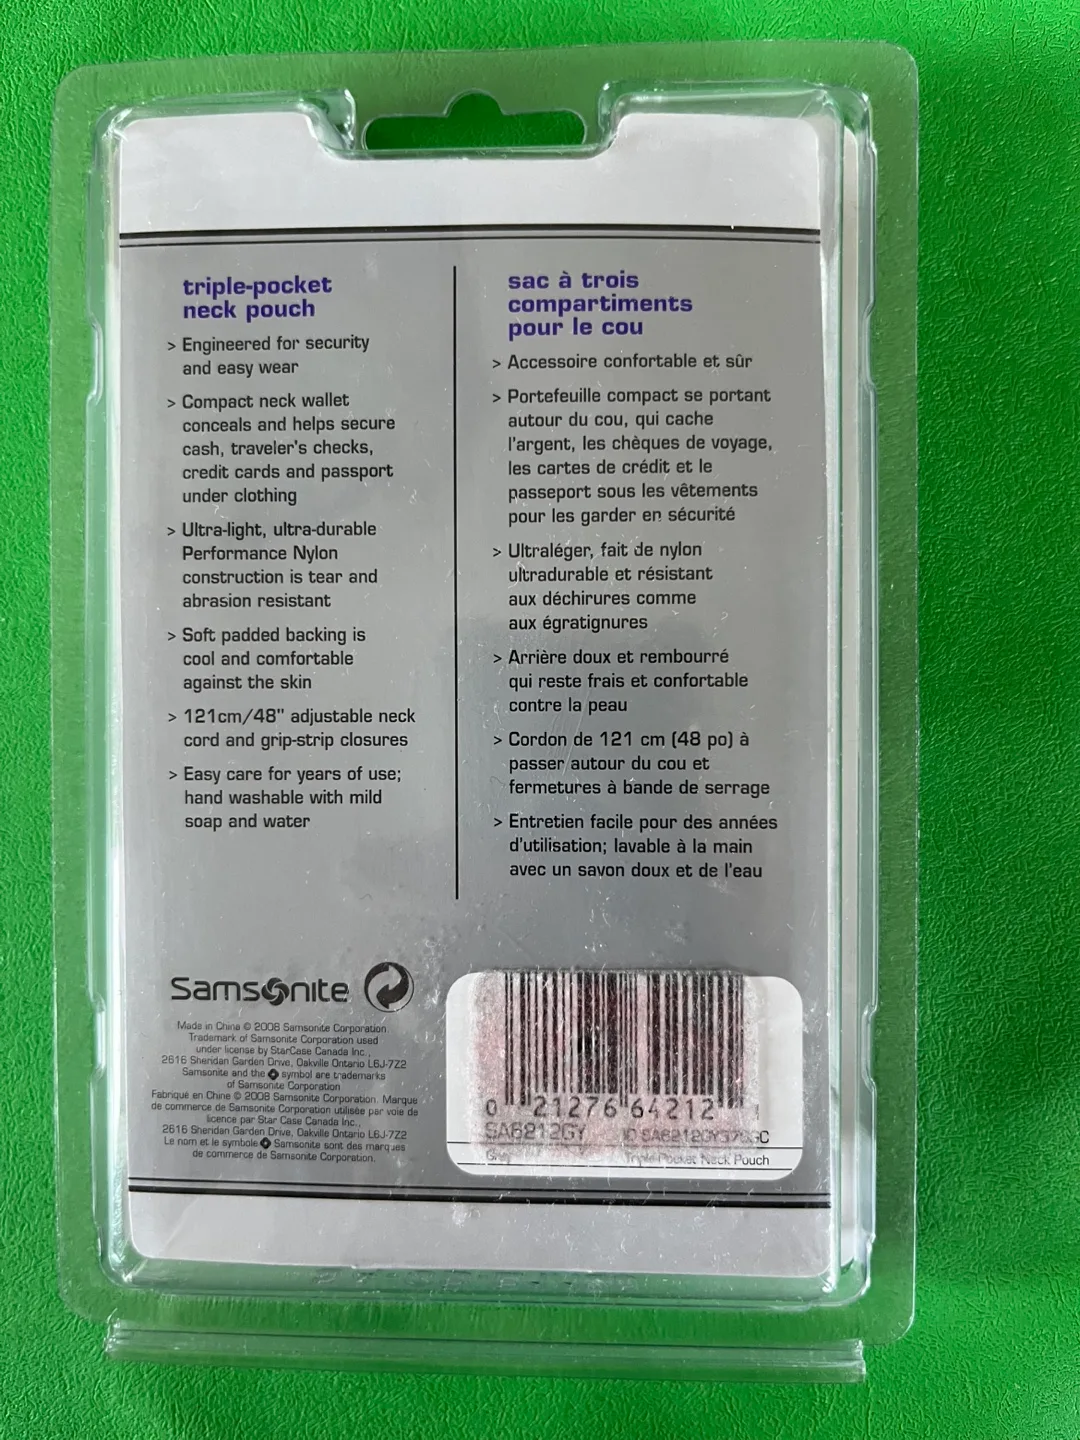 triple-pocket
neck pouch
> Engineered for security
and easy wear
> Compact neck wallet
conceals and helps secure
cash, traveler's checks,
credit cards and passport
under clothing
> Ultra-light, ultra-durable
Performance Nylon
construction is tear and
abrasion resistant
> Soft padded backing is
cool and comfortable
against the skin
> 121cm/48" adjustable neck
cord and grip-strip closures
> Easy care for years of use;
hand washable with mild
soap and water
sac à trois
compartiments
pour le cou
> Accessoire confortable et sûr
> Portefeuille compact se portant
autour du cou, qui cache
l'argent, les chèques de voyage,
les cartes de crédit et le
passeport sous les vêtements
pour les garder en sécurité
> Ultraléger, fait de nylon
ultradurable et résistant
aux déchirures comme
aux égratignures
> Arrière doux et rembourré
qui reste frais et confortable
contre la peau
> Cordon de 121 cm (48 po) à
passer autour du cou et
fermetures à bande de serrage
> Entretien facile pour des années
d'utilisation; lavable à la main
avec un savon doux et de l'eau
Samsonite
Made in China © 2008 Samsonite Corporation.
Trademark of Samsonite Corporation used
under license by StarCase Canada Inc.,
2616 Sheridan Garden Drive, Oakville Ontario L6J-7Z2
Samsonite and the symbol are trademarks
of Samsonite Corporation
Fabriqué en Chine © 2008 Samsonite Corporation. Marque
de commerce de Samsonite Corporation utilisée par voie de
licence par Star Case Canada Inc.,
2616 Sheridan Garden Drive, Oakville Ontario L6J-7Z2
Le nom et le symbole Samsonite sont des marques
de commerce de Samsonite Corporation.
0 21276 64212
SA6212GY
Triple-Pocket Neck Pouch